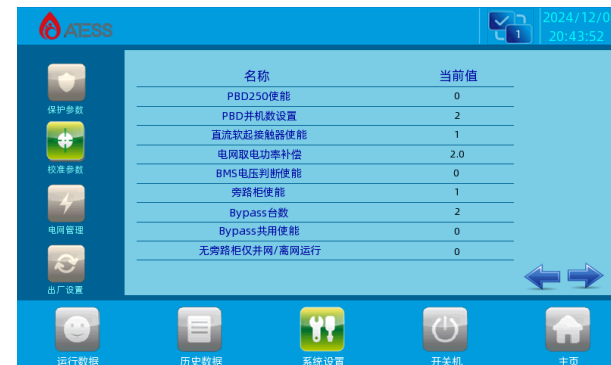 ATESS
2024/12/0
20:43:52
1
名称 当前值
PBD250使能 0
PBD并机数设置 2
直流软起接触器使能 1
电网取电功率补偿 2.0
BMS电压判断使能 0
旁路柜使能 1
Bypass台数 2
Bypass共用使能 0
无旁路柜仅并网/离网运行 0
保护参数
校准参数
电网管理
出厂设置
运行数据 历史数据 系统设置 开关机 主页